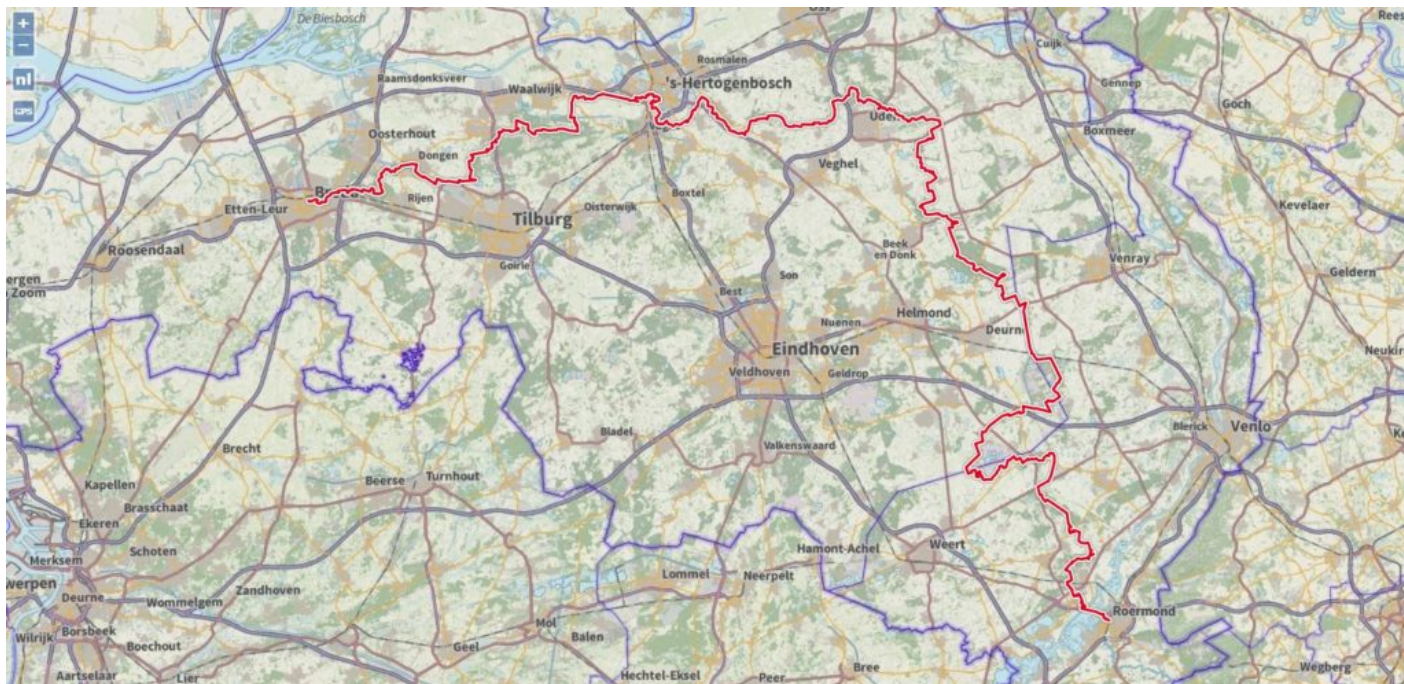 De Biesbosch
Oss
Rees
+
−
nl
GPS
Cuijk
Rosmalen
Raamsdonksveer
's-Hertogenbosch
Gennep
Waalwijk
Goch
Uden
Boxmeer
Oosterhout
Dongen
Veghel
Boxtel
Rijen
Kevelaer
Etten-Leur
Oisterwijk
Tilburg
Roosendaal
Beek
en Donk
Venray
Goirle
Son
Geldern
Best
Helmond
Nuenen
Deurne
Eindhoven
Veldhoven
Geldrop
Venlo
Blerick
Bladel
Brecht
Valkenswaard
Turnhout
Beerse
Kapellen
Brasschaat
Ekeren
Hamont-Achel
Weert
Schoten
Merksem
Lommel
Neerpelt
Zandhoven
Deurne
Wommelgem
Roermond
Mol
Borsbeek
Wilrijk
Boechout
Geel
Balen
Bree
Wegberg
Aartselaar
Lier
Hechtel-Eksel
Peer